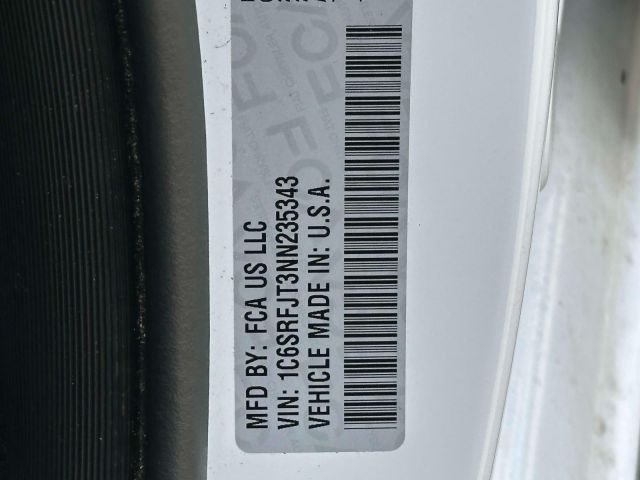 MFD BY: FCA US LLC
VIN: 1C6SRFJT3NN235343
VEHICLE MADE IN: U.S.A.